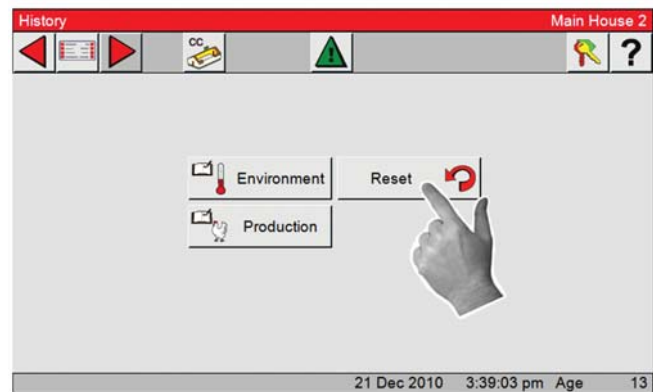 History Main House 2
CC ?
Environment Reset
Production
21 Dec 2010 3:39:03 pm Age 13